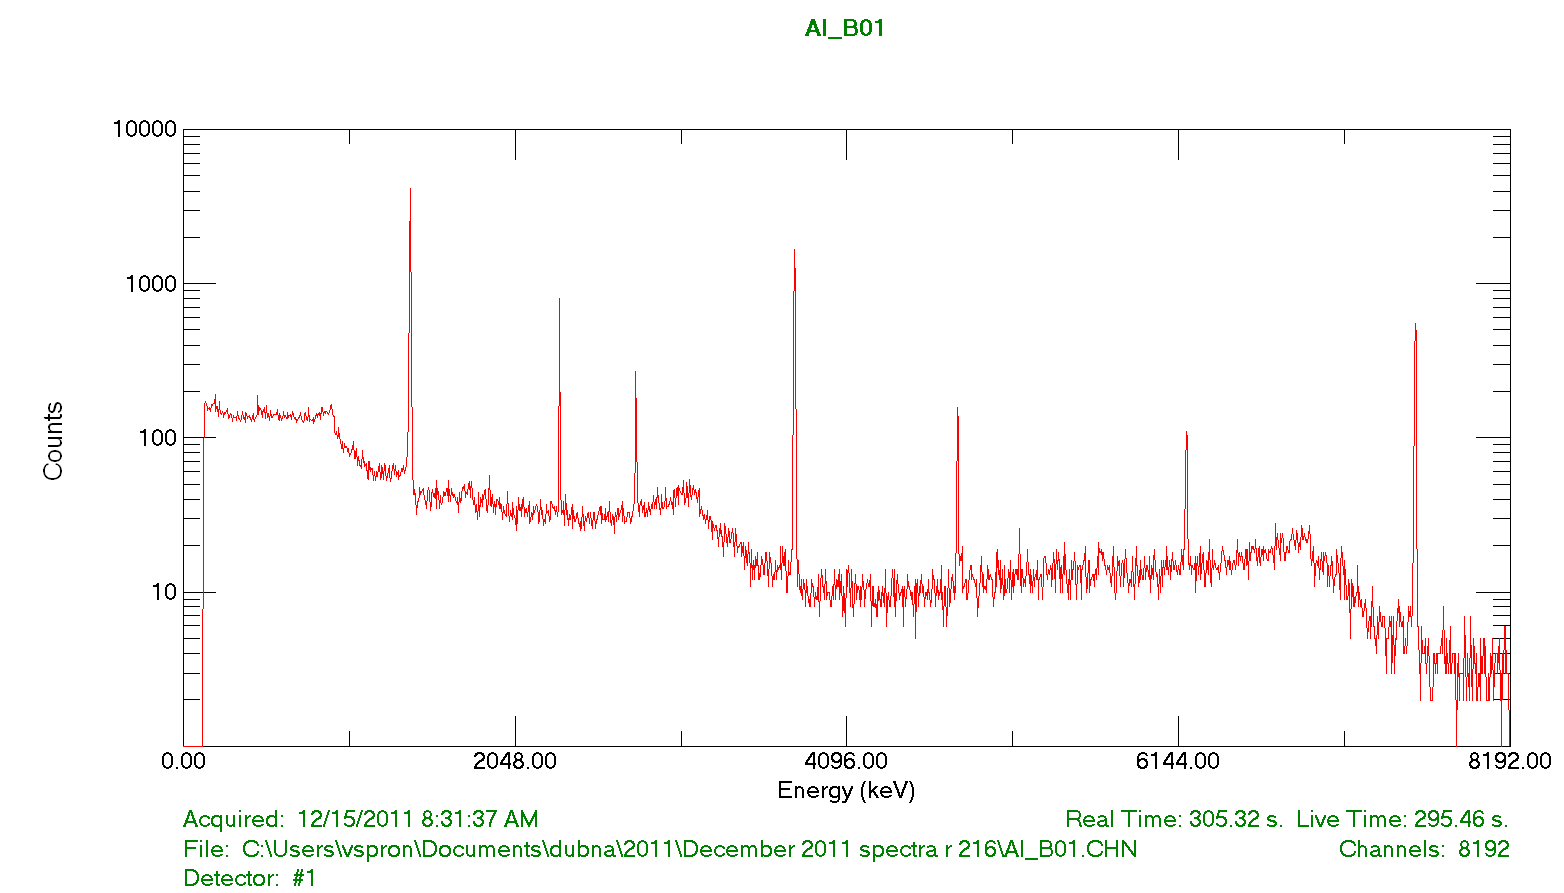 AI_B01
10000
1000
100
10
Counts
0.00 2048.00 4096.00 6144.00 8192.00
Energy (keV)
Acquired: 12/15/2011 8:31:37 AM Real Time: 305.32 s. Live Time: 295.46 s.
File: C:\Users\vspron\Documents\dubna\2011\December 2011 spectra r 216\AI_B01.CHN Channels: 8192
Detector: #1